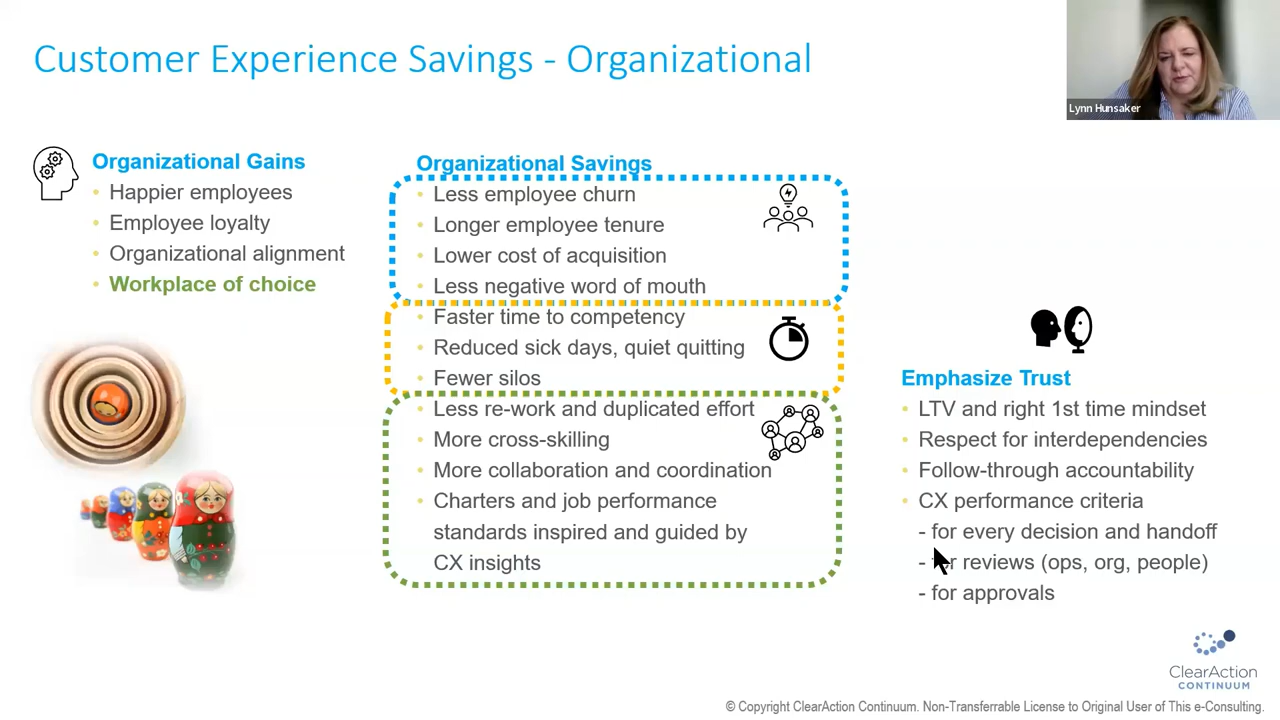 Customer Experience Savings - Organizational
Lynn Hunsaker
Organizational Gains
• Happier employees
• Employee loyalty
• Organizational alignment
• Workplace of choice
Organizational Savings
• Less employee churn
• Longer employee tenure
• Lower cost of acquisition
• Less negative word of mouth
• Faster time to competency
• Reduced sick days, quiet quitting
• Fewer silos
• Less re-work and duplicated effort
• More cross-skilling
• More collaboration and coordination
• Charters and job performance
standards inspired and guided by
CX insights
Emphasize Trust
• LTV and right 1st time mindset
• Respect for interdependencies
• Follow-through accountability
• CX performance criteria
- for every decision and handoff
- for reviews (ops, org, people)
- for approvals
ClearAction
CONTINUUM
© Copyright ClearAction Continuum. Non-Transferrable License to Original User of This e-Consulting.